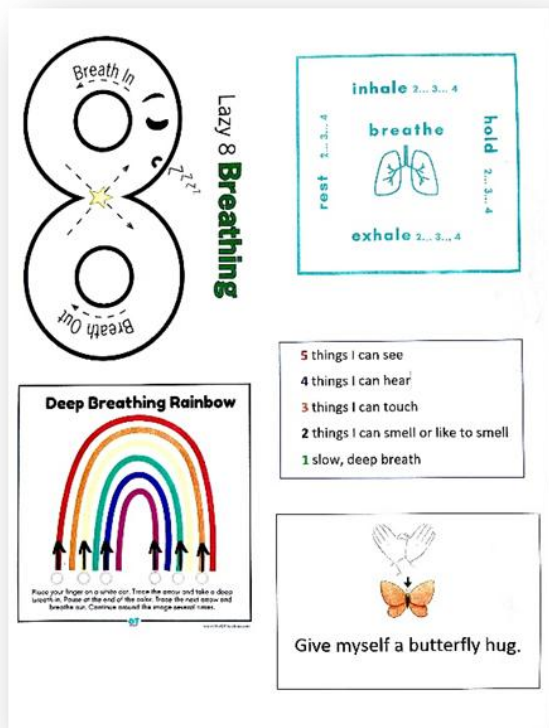 Breath In
zzzz
Breath Out
Lazy 8 Breathing
inhale 2... 3... 4
hold 2... 3... 4
breathe
exhale 2... 3... 4
rest 2... 3... 4
5 things I can see
4 things I can hear
3 things I can touch
2 things I can smell or like to smell
1 slow, deep breath
Deep Breathing Rainbow
Place your finger on a white dot. Trace the arrow and take a deep
breath in. Pause at the end of the color. Trace the next arrow and
breathe out. Continue around the image several times.
Give myself a butterfly hug.